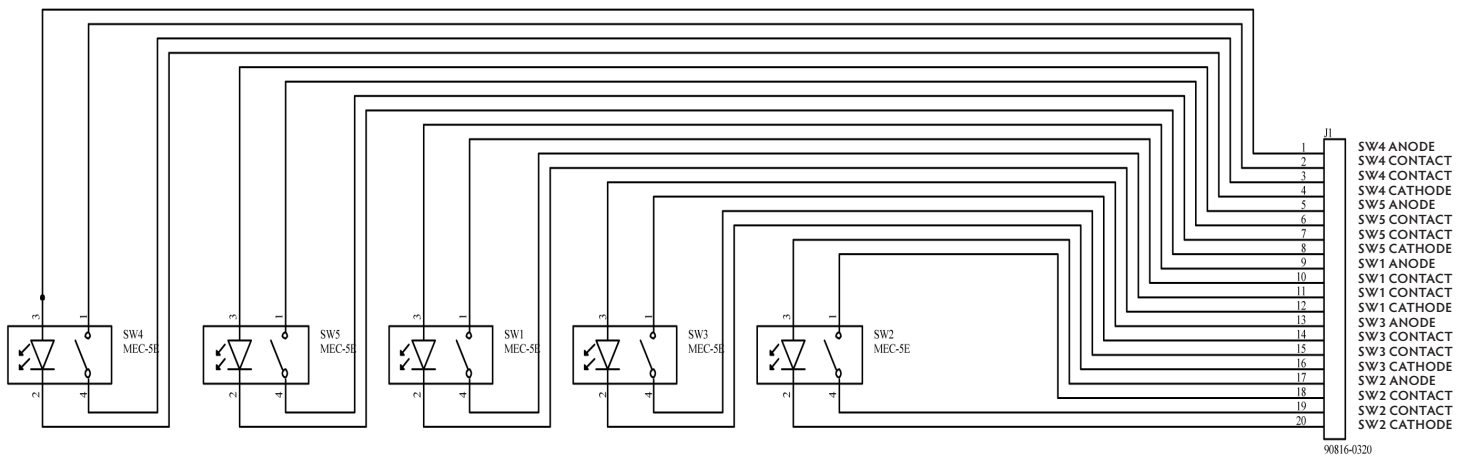 J1
1 SW4 ANODE
2 SW4 CONTACT
3 SW4 CONTACT
4 SW4 CATHODE
5 SW5 ANODE
6 SW5 CONTACT
7 SW5 CONTACT
8 SW5 CATHODE
9 SW1 ANODE
10 SW1 CONTACT
11 SW1 CONTACT
12 SW1 CATHODE
13 SW3 ANODE
14 SW3 CONTACT
15 SW3 CONTACT
16 SW3 CATHODE
17 SW2 ANODE
18 SW2 CONTACT
19 SW2 CONTACT
20 SW2 CATHODE
90816-0320
3 1 3 1 3 1 3 1 3 1
SW4 SW5 SW1 SW3 SW2
MEC-5E MEC-5E MEC-5E MEC-5E MEC-5E
2 4 2 4 2 4 2 4 2 4